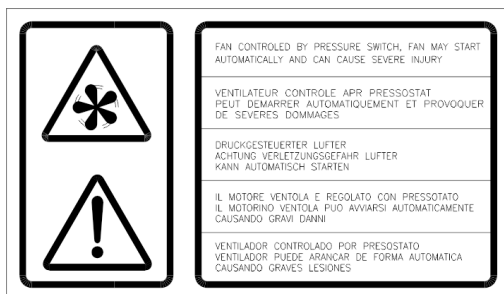 FAN CONTROLED BY PRESSURE SWITCH, FAN MAY START
AUTOMATICALLY AND CAN CAUSE SEVERE INJURY
VENTILATEUR CONTROLE APR PRESSOSTAT
PEUT DEMARRER AUTOMATIQUEMENT ET PROVOQUER
DE SEVERES DOMMAGES
DRUCKGESTEUERTER LUFTER
ACHTUNG VERLETZUNGSGEFAHR LUFTER
KANN AUTOMATISCH STARTEN
IL MOTORE VENTOLA E REGOLATO CON PRESSOTATO
IL MOTORINO VENTOLA PUO AVVIARSI AUTOMATICAMENTE
CAUSANDO GRAVI DANNI
VENTILADOR CONTROLADO POR PRESOSTATO
VENTILADOR PUEDE ARANCAR DE FORMA AUTOMATICA
CAUSANDO GRAVES LESIONES